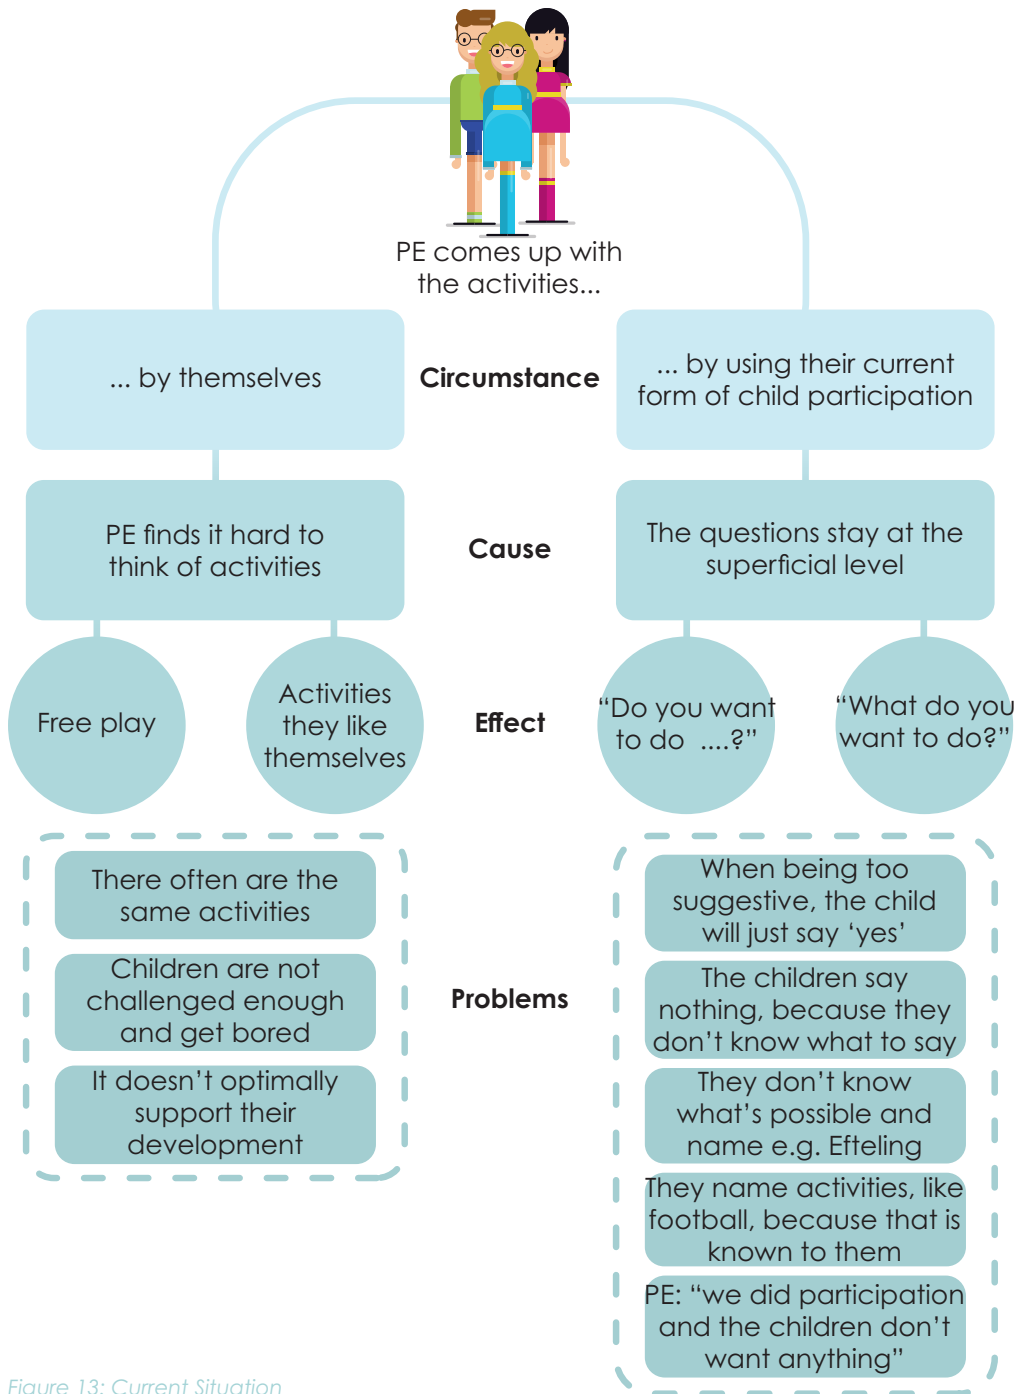 PE comes up with
the activities...
... by themselves
Circumstance
... by using their current
form of child participation
PE finds it hard to
think of activities
Cause
The questions stay at the
superficial level
Free play
Activities
they like
themselves
Effect
“Do you want
to do ....?”
“What do you
want to do?”
There often are the
same activities
Children are not
challenged enough
and get bored
It doesn’t optimally
support their
development
Problems
When being too
suggestive, the child
will just say ‘yes’
The children say
nothing, because they
don’t know what to say
They don’t know
what’s possible and
name e.g. Efteling
They name activities, like
football, because that is
known to them
PE: “we did participation
and the children don’t
want anything”
Figure 13: Current Situation